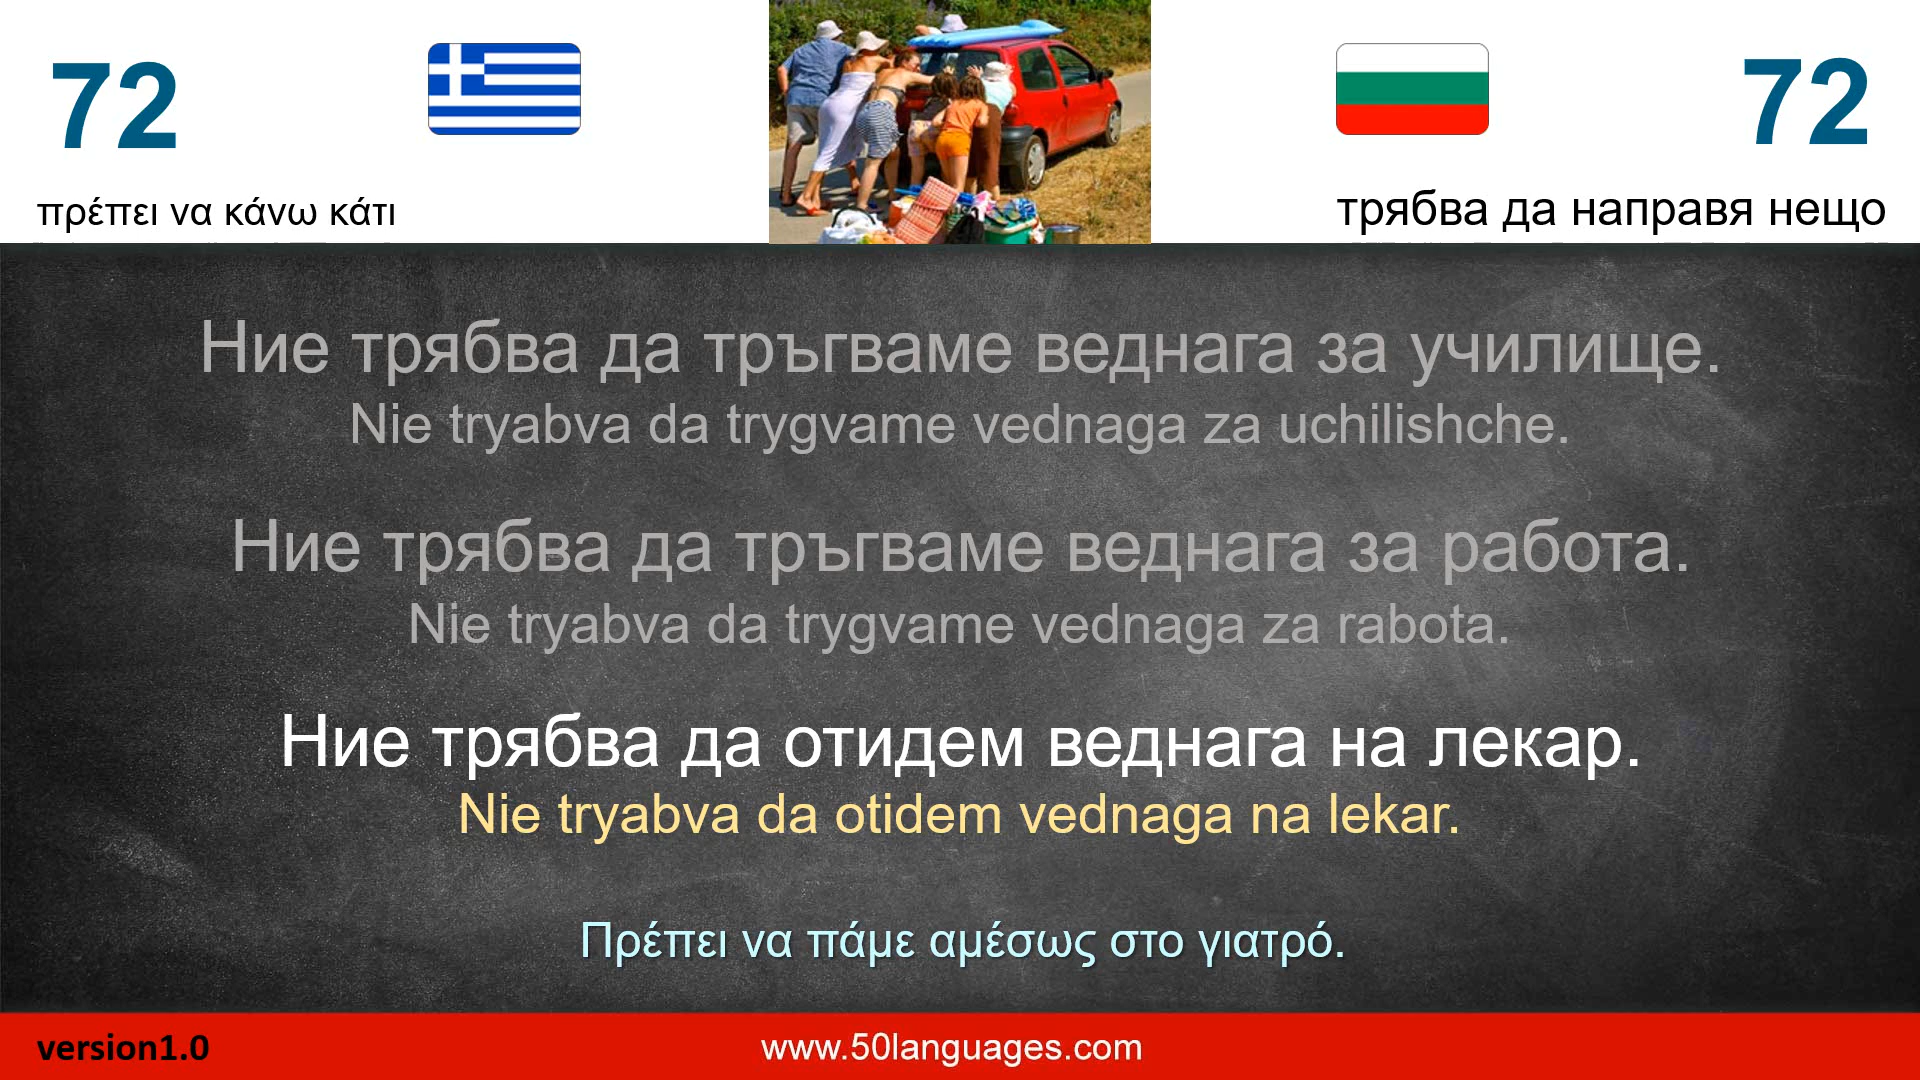 72
72
πρέπει να κάνω κάτι
трябва да направя нещо
Ние трябва да тръгваме веднага за училище.
Nie tryabva da trygvame vednaga za uchilishche.
Ние трябва да тръгваме веднага за работа.
Nie tryabva da trygvame vednaga za rabota.
Ние трябва да отидем веднага на лекар.
Nie tryabva da otidem vednaga na lekar.
Πρέπει να πάμε αμέσως στο γιατρό.
version1.0
www.50languages.com